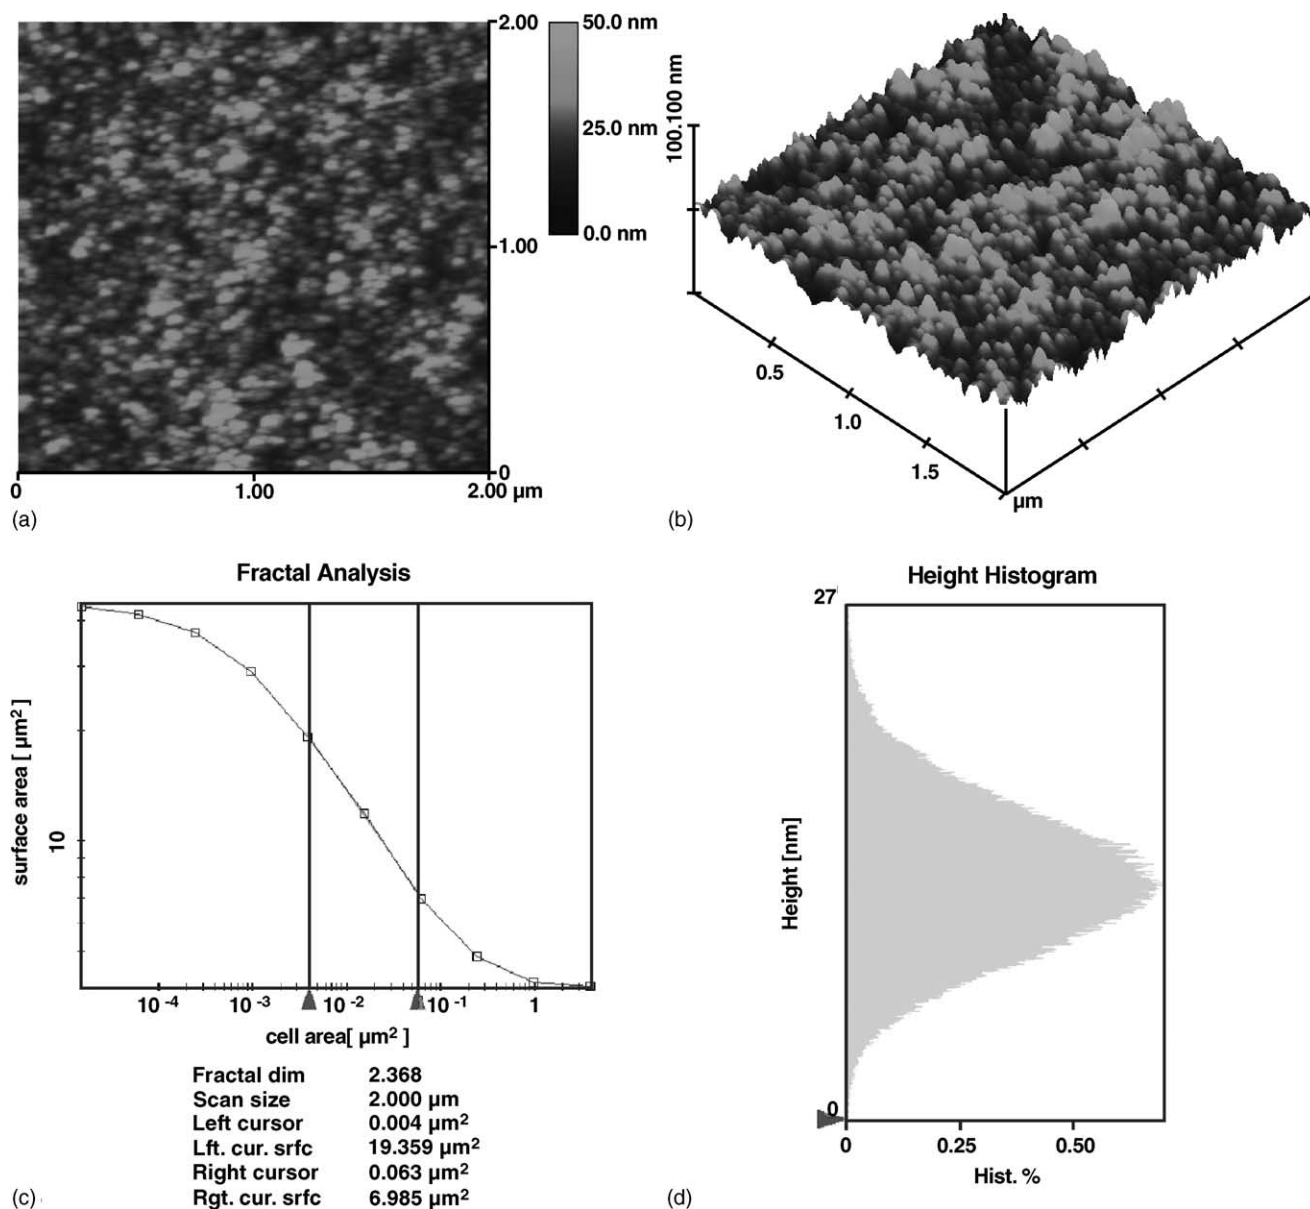 2.00
50.0 nm
25.0 nm
1.00
0.0 nm
0
0
1.00
2.00 µm
(a)
100.100 nm
0.5
1.0
1.5
µm
(b)
Fractal Analysis
surface area [ µm²]
10
10⁻⁴
10⁻³
10⁻²
10⁻¹
1
cell area[ µm² ]
Fractal dim 2.368
Scan size 2.000 µm
Left cursor 0.004 µm²
Lft. cur. srfc 19.359 µm²
Right cursor 0.063 µm²
Rgt. cur. srfc 6.985 µm²
(c)
Height Histogram
27
Height [nm]
0
0
0.25
0.50
Hist. %
(d)